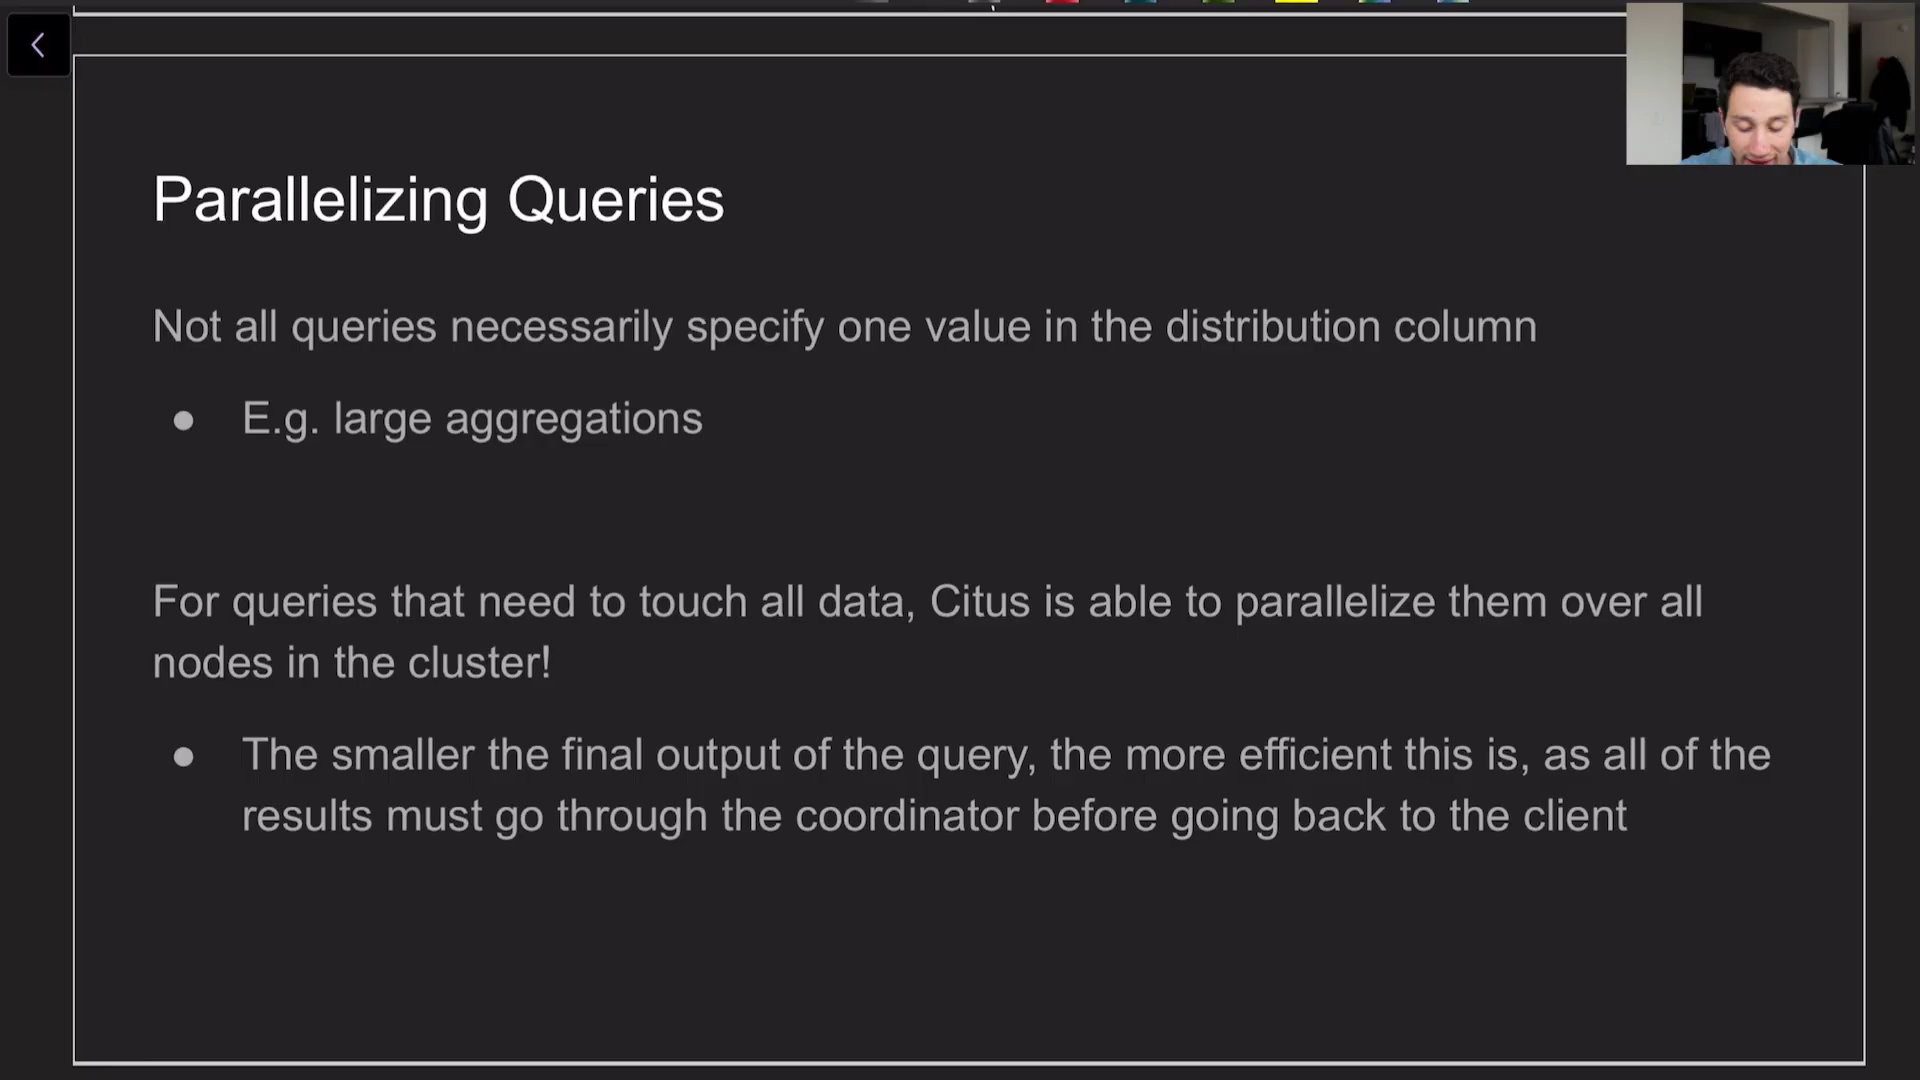 Parallelizing Queries
Not all queries necessarily specify one value in the distribution column
● E.g. large aggregations
For queries that need to touch all data, Citus is able to parallelize them over all
nodes in the cluster!
● The smaller the final output of the query, the more efficient this is, as all of the
results must go through the coordinator before going back to the client